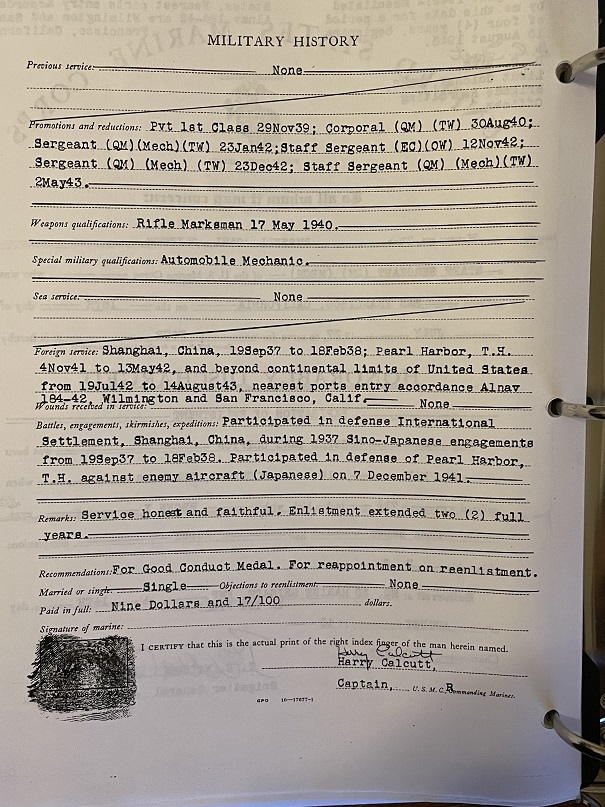 MILITARY HISTORY
Previous service: None
Promotions and reductions: Pvt 1st Class 29Nov39; Corporal (QM) (TW) 30Aug40;
Sergeant (QM)(Mech)(TW) 23Jan42;Staff Sergeant (EC)(OW) 12Nov42;
Sergeant (QM) (Mech) (TW) 23Dec42; Staff Sergeant (QM) (Mech)(TW)
2May43.
Weapons qualifications: Rifle Marksman 17 May 1940.
Special military qualifications: Automobile Mechanic.
Sea service: None
Foreign service: Shanghai, China, 19Sep37 to 18Feb38; Pearl Harbor, T.H.
4Nov41 to 13May42, and beyond continental limits of United States
from 19Jul42 to 14August43, nearest ports entry accordance Alnav
184-42, Wilmington and San Francisco, Calif.
Wounds received in service: None
Battles, engagements, skirmishes, expeditions: Participated in defense International
Settlement, Shanghai, China, during 1937 Sino-Japanese engagements
from 19Sep37 to 18Feb38. Participated in defense of Pearl Harbor,
T.H. against enemy aircraft (Japanese) on 7 December 1941.
Remarks: Service honest and faithful. Enlistment extended two (2) full
years.
Recommendations: For Good Conduct Medal. For reappointment on reenlistment.
Married or single: Single Objections to reenlistment: None
Paid in full: Nine Dollars and 17/100 dollars.
Signature of marine:
I CERTIFY that this is the actual print of the right index finger of the man herein named.
Harry Calcutt
Harry Calcutt,
Captain, U. S. M. C. R Commanding Marines.
GPO 16—17677-1